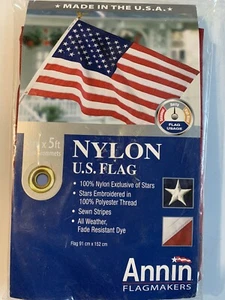 MADE IN THE U.S.A.
FLAG
USAGE
x 5ft
NYLON
U.S. FLAG
• 100% Nylon Exclusive of Stars
• Stars Embroidered in
100% Polyester Thread
• Sewn Stripes
• All Weather,
Fade Resistant Dye
Flag 91 cm x 152 cm
Annin
FLAGMAKERS